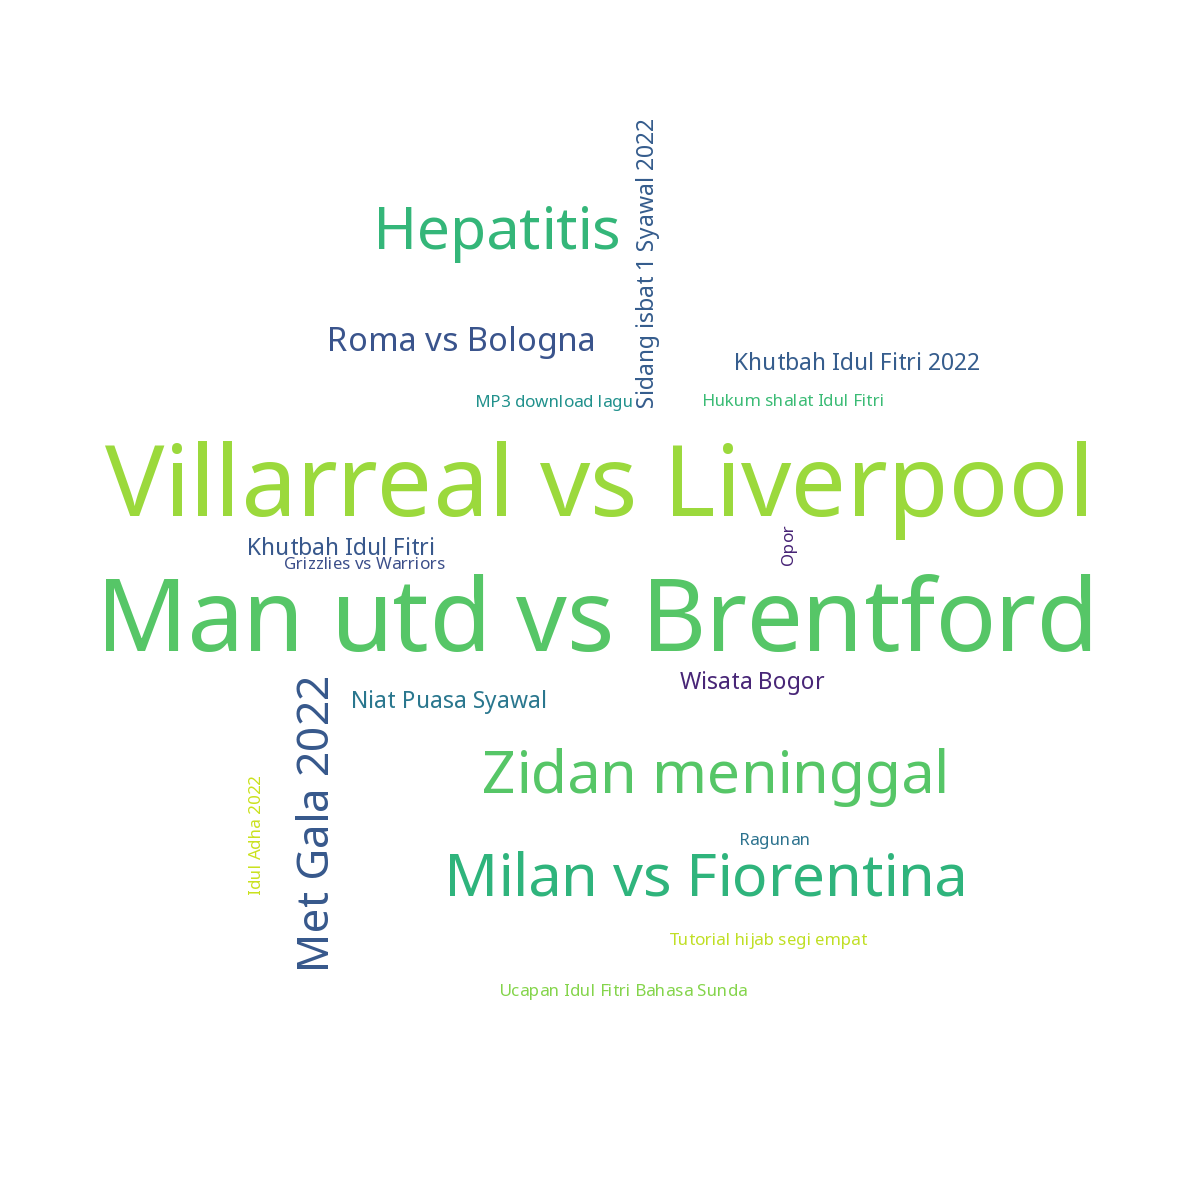 Sidang isbat 1 Syawal 2022
Hepatitis
Roma vs Bologna
Khutbah Idul Fitri 2022
MP3 download lagu
Hukum shalat Idul Fitri
Villarreal vs Liverpool
Khutbah Idul Fitri
Opor
Grizzlies vs Warriors
Man utd vs Brentford
Wisata Bogor
Met Gala 2022
Niat Puasa Syawal
Zidan meninggal
Idul Adha 2022
Ragunan
Milan vs Fiorentina
Tutorial hijab segi empat
Ucapan Idul Fitri Bahasa Sunda